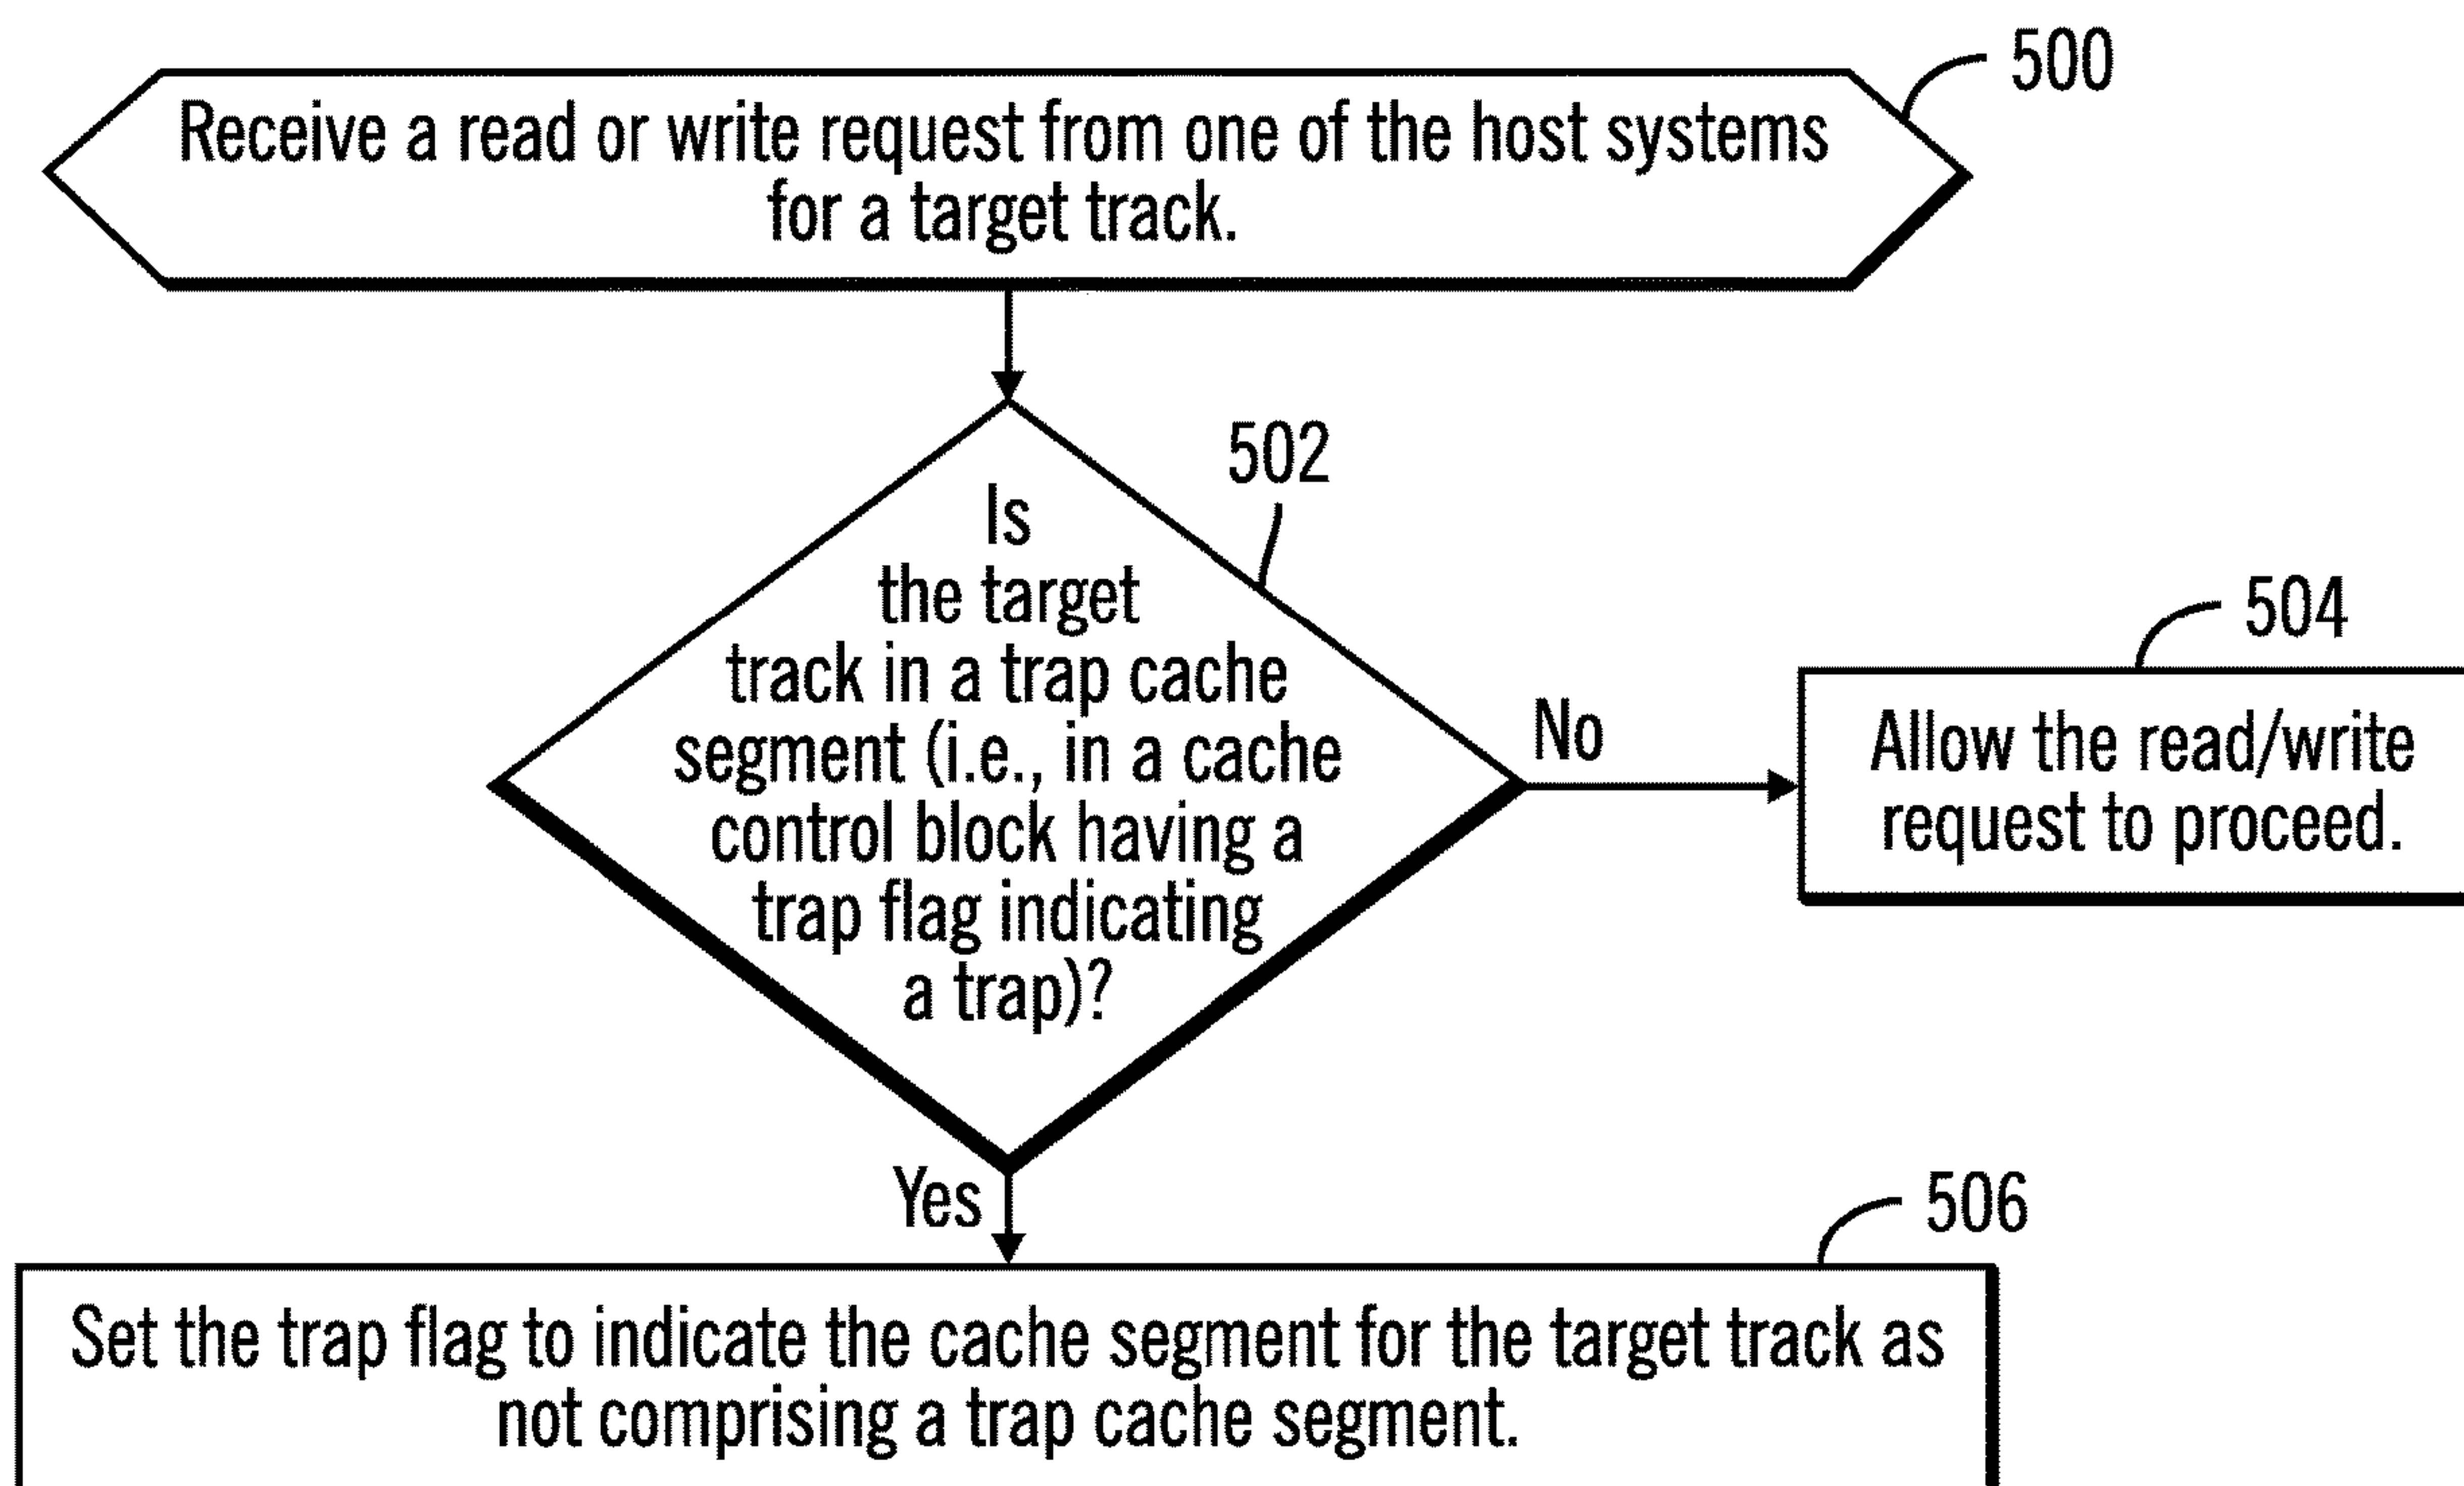 500
Receive a read or write request from one of the host systems
for a target track.
502
Is
the target
track in a trap cache
segment (i.e., in a cache
control block having a
trap flag indicating
a trap)?
No
504
Allow the read/write
request to proceed.
Yes
506
Set the trap flag to indicate the cache segment for the target track as
not comprising a trap cache segment.